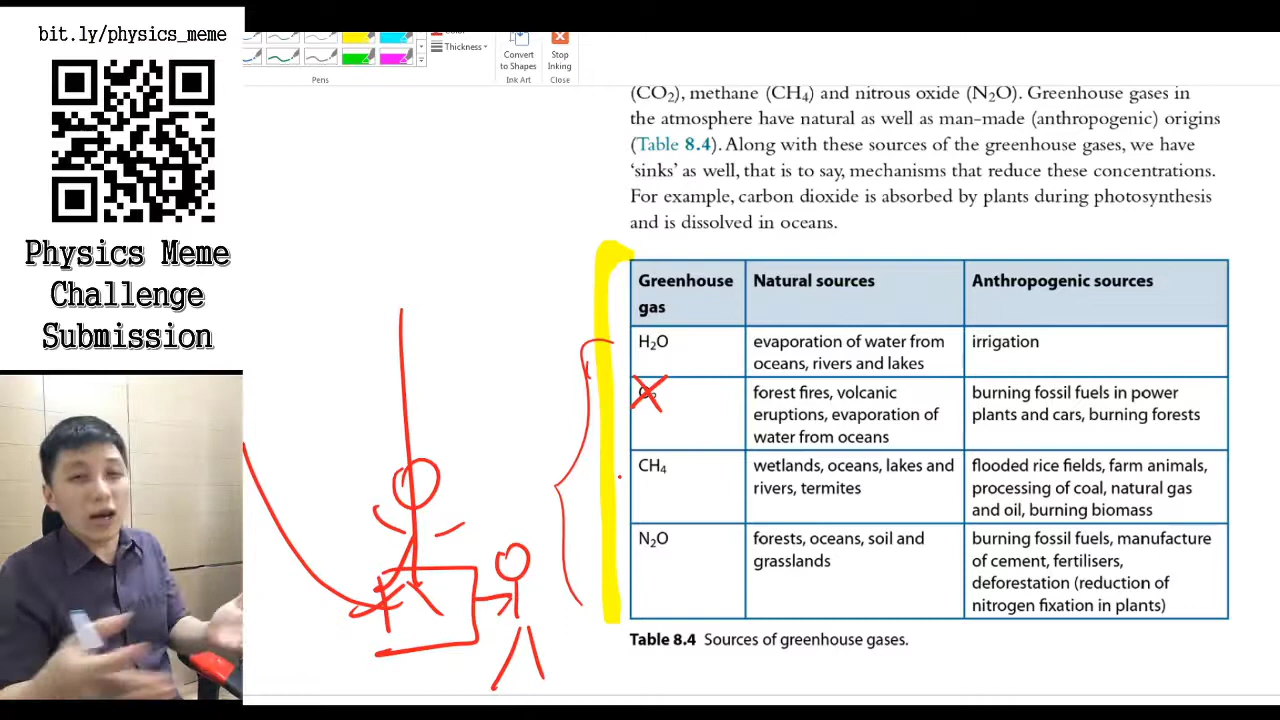 bit.ly/physics_meme
Physics Meme
Challenge
Submission
Color
Thickness
Convert
to Shapes
Stop
Inking
Pens
Ink Art
Close
(CO₂), methane (CH₄) and nitrous oxide (N₂O). Greenhouse gases in
the atmosphere have natural as well as man-made (anthropogenic) origins
(Table 8.4). Along with these sources of the greenhouse gases, we have
‘sinks’ as well, that is to say, mechanisms that reduce these concentrations.
For example, carbon dioxide is absorbed by plants during photosynthesis
and is dissolved in oceans.
Greenhouse
gas
Natural sources
Anthropogenic sources
H₂O
evaporation of water from
oceans, rivers and lakes
irrigation
forest fires, volcanic
eruptions, evaporation of
water from oceans
burning fossil fuels in power
plants and cars, burning forests
CH₄
wetlands, oceans, lakes and
rivers, termites
flooded rice fields, farm animals,
processing of coal, natural gas
and oil, burning biomass
N₂O
forests, oceans, soil and
grasslands
burning fossil fuels, manufacture
of cement, fertilisers,
deforestation (reduction of
nitrogen fixation in plants)
Table 8.4 Sources of greenhouse gases.